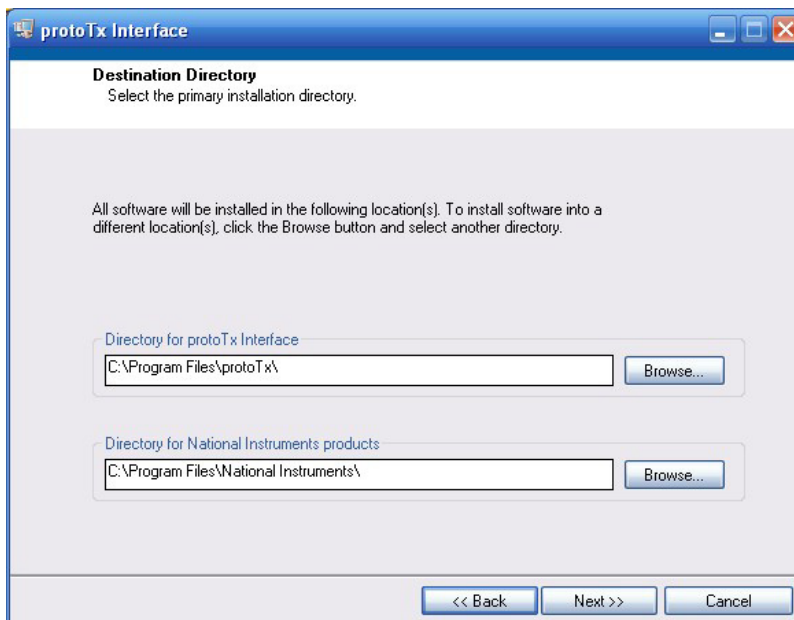 protoTx Interface
Destination Directory
Select the primary installation directory.
All software will be installed in the following location(s). To install software into a
different location(s), click the Browse button and select another directory.
Directory for protoTx Interface
C:\Program Files\protoTx\
Browse...
Directory for National Instruments products
C:\Program Files\National Instruments\
Browse...
<< Back
Next >>
Cancel